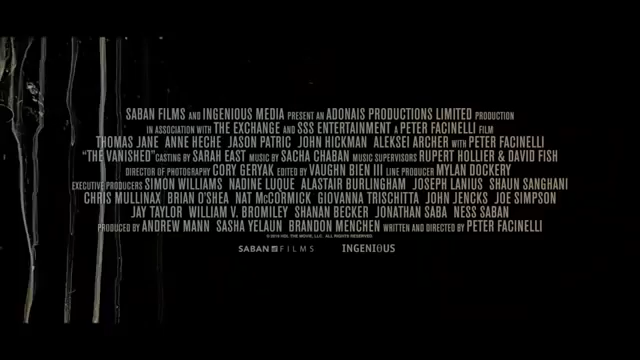 SABAN FILMS AND INGENIOUS MEDIA PRESENT AN ADONAIS PRODUCTIONS LIMITED PRODUCTION
IN ASSOCIATION WITH THE EXCHANGE AND SSS ENTERTAINMENT A PETER FACINELLI FILM
THOMAS JANE ANNE HECHE JASON PATRIC JOHN HICKMAN ALEKSEI ARCHER WITH PETER FACINELLI
"THE VANISHED" CASTING BY SARAH EAST MUSIC BY SACHA CHABAN MUSIC SUPERVISORS RUPERT HOLLIER & DAVID FISH
DIRECTOR OF PHOTOGRAPHY CORY GERYAK EDITED BY VAUGHN BIEN III LINE PRODUCER MYLAN DOCKERY
EXECUTIVE PRODUCERS SIMON WILLIAMS NADINE LUQUE ALASTAIR BURLINGHAM JOSEPH LANIUS SHAUN SANGHANI
CHRIS MULLINAX BRIAN O'SHEA NAT McCORMICK GIOVANNA TRISCHITTA JOHN JENCKS JOE SIMPSON
JAY TAYLOR WILLIAM V. BROMILEY SHANAN BECKER JONATHAN SABA NESS SABAN
PRODUCED BY ANDREW MANN SASHA YELAUN BRANDON MENCHEN WRITTEN AND DIRECTED BY PETER FACINELLI
THE MOVIE, LLC. ALL RIGHTS RESERVED
SABAN FILMS INGENIOUS